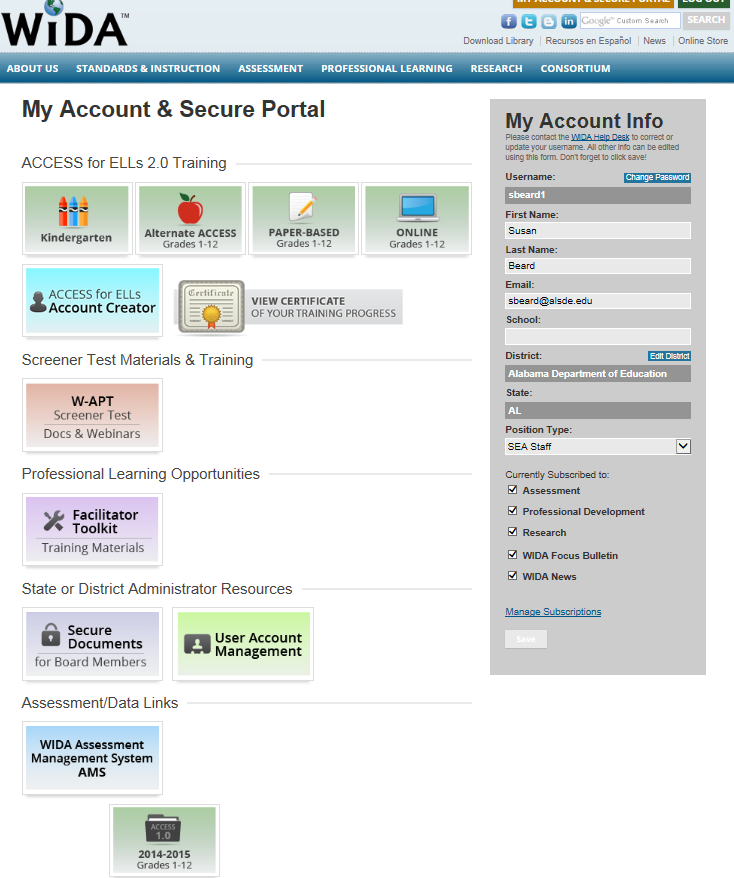 MY ACCOUNT & SECURE PORTAL
LOG OUT
WIDA™
Google™ Custom Search
SEARCH
Download Library | Recursos en Español | News | Online Store
ABOUT US STANDARDS & INSTRUCTION ASSESSMENT PROFESSIONAL LEARNING RESEARCH CONSORTIUM
My Account & Secure Portal
ACCESS for ELLs 2.0 Training
Kindergarten
Alternate ACCESS
Grades 1-12
PAPER-BASED
Grades 1-12
ONLINE
Grades 1-12
ACCESS for ELLs
Account Creator
Certificate
VIEW CERTIFICATE
OF YOUR TRAINING PROGRESS
Screener Test Materials & Training
W-APT
Screener Test
Docs & Webinars
Professional Learning Opportunities
Facilitator
Toolkit
Training Materials
State or District Administrator Resources
Secure
Documents
for Board Members
User Account
Management
Assessment/Data Links
WIDA Assessment
Management System
AMS
ACCESS
1.0
2014-2015
Grades 1-12
My Account Info
Please contact the WIDA Help Desk to correct or
update your username. All other info can be edited
using this form. Don't forget to click save!
Username: Change Password
sbeard1
First Name:
Susan
Last Name:
Beard
Email:
sbeard@alsde.edu
School:
District: Edit District
Alabama Department of Education
State:
AL
Position Type:
SEA Staff
Currently Subscribed to:
Assessment
Professional Development
Research
WIDA Focus Bulletin
WIDA News
Manage Subscriptions
Save